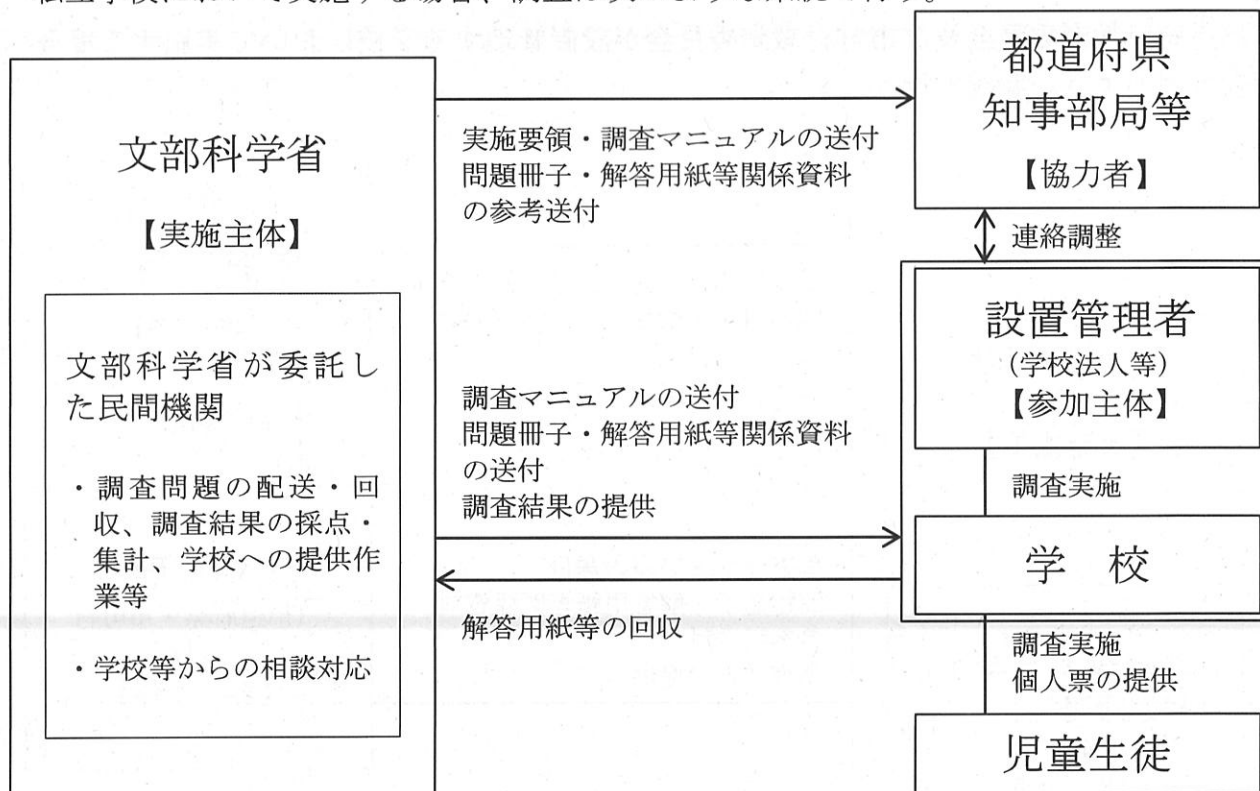 都道府県
知事部局等
【協力者】
文部科学省
【実施主体】
実施要領・調査マニュアルの送付
問題冊子・解答用紙等関係資料
の参考送付
連絡調整
設置管理者
(学校法人等)
【参加主体】
文部科学省が委託し
た民間機関
・調査問題の配送・回
収、調査結果の採点・
集計、学校への提供作
業等
・学校等からの相談対応
調査マニュアルの送付
問題冊子・解答用紙等関係資料
の送付
調査結果の提供
調査実施
学 校
解答用紙等の回収
調査実施
個人票の提供
児童生徒